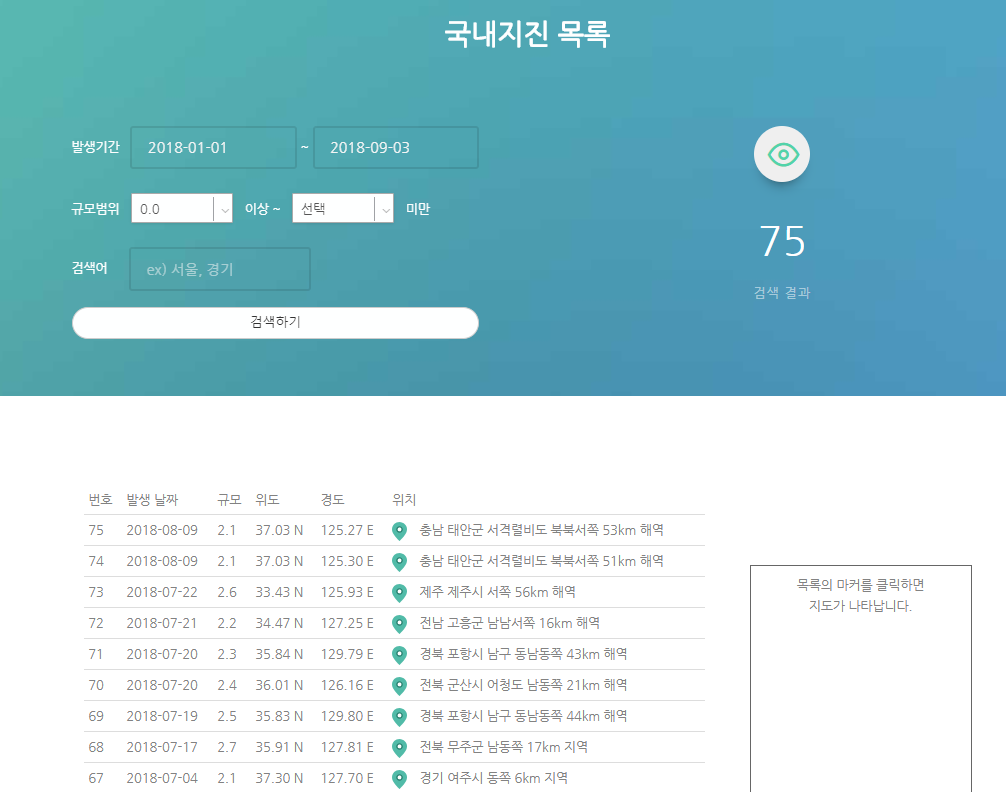 국내지진 목록
발생기간 2018-01-01 ~ 2018-09-03
규모범위 0.0 이상 ~ 선택 미만
검색어 ex) 서울, 경기
검색하기
75
검색 결과
번호 발생 날짜 규모 위도 경도 위치
75 2018-08-09 2.1 37.03 N 125.27 E 충남 태안군 서격렬비도 북북서쪽 53km 해역
74 2018-08-09 2.1 37.03 N 125.30 E 충남 태안군 서격렬비도 북북서쪽 51km 해역
73 2018-07-22 2.6 33.43 N 125.93 E 제주 제주시 서쪽 56km 해역
72 2018-07-21 2.2 34.47 N 127.25 E 전남 고흥군 남남서쪽 16km 해역
71 2018-07-20 2.3 35.84 N 129.79 E 경북 포항시 남구 동남동쪽 43km 해역
70 2018-07-20 2.4 36.01 N 126.16 E 전북 군산시 어청도 남동쪽 21km 해역
69 2018-07-19 2.5 35.83 N 129.80 E 경북 포항시 남구 동남동쪽 44km 해역
68 2018-07-17 2.7 35.91 N 127.81 E 전북 무주군 남동쪽 17km 지역
67 2018-07-04 2.1 37.30 N 127.70 E 경기 여주시 동쪽 6km 지역
목록의 마커를 클릭하면
지도가 나타납니다.